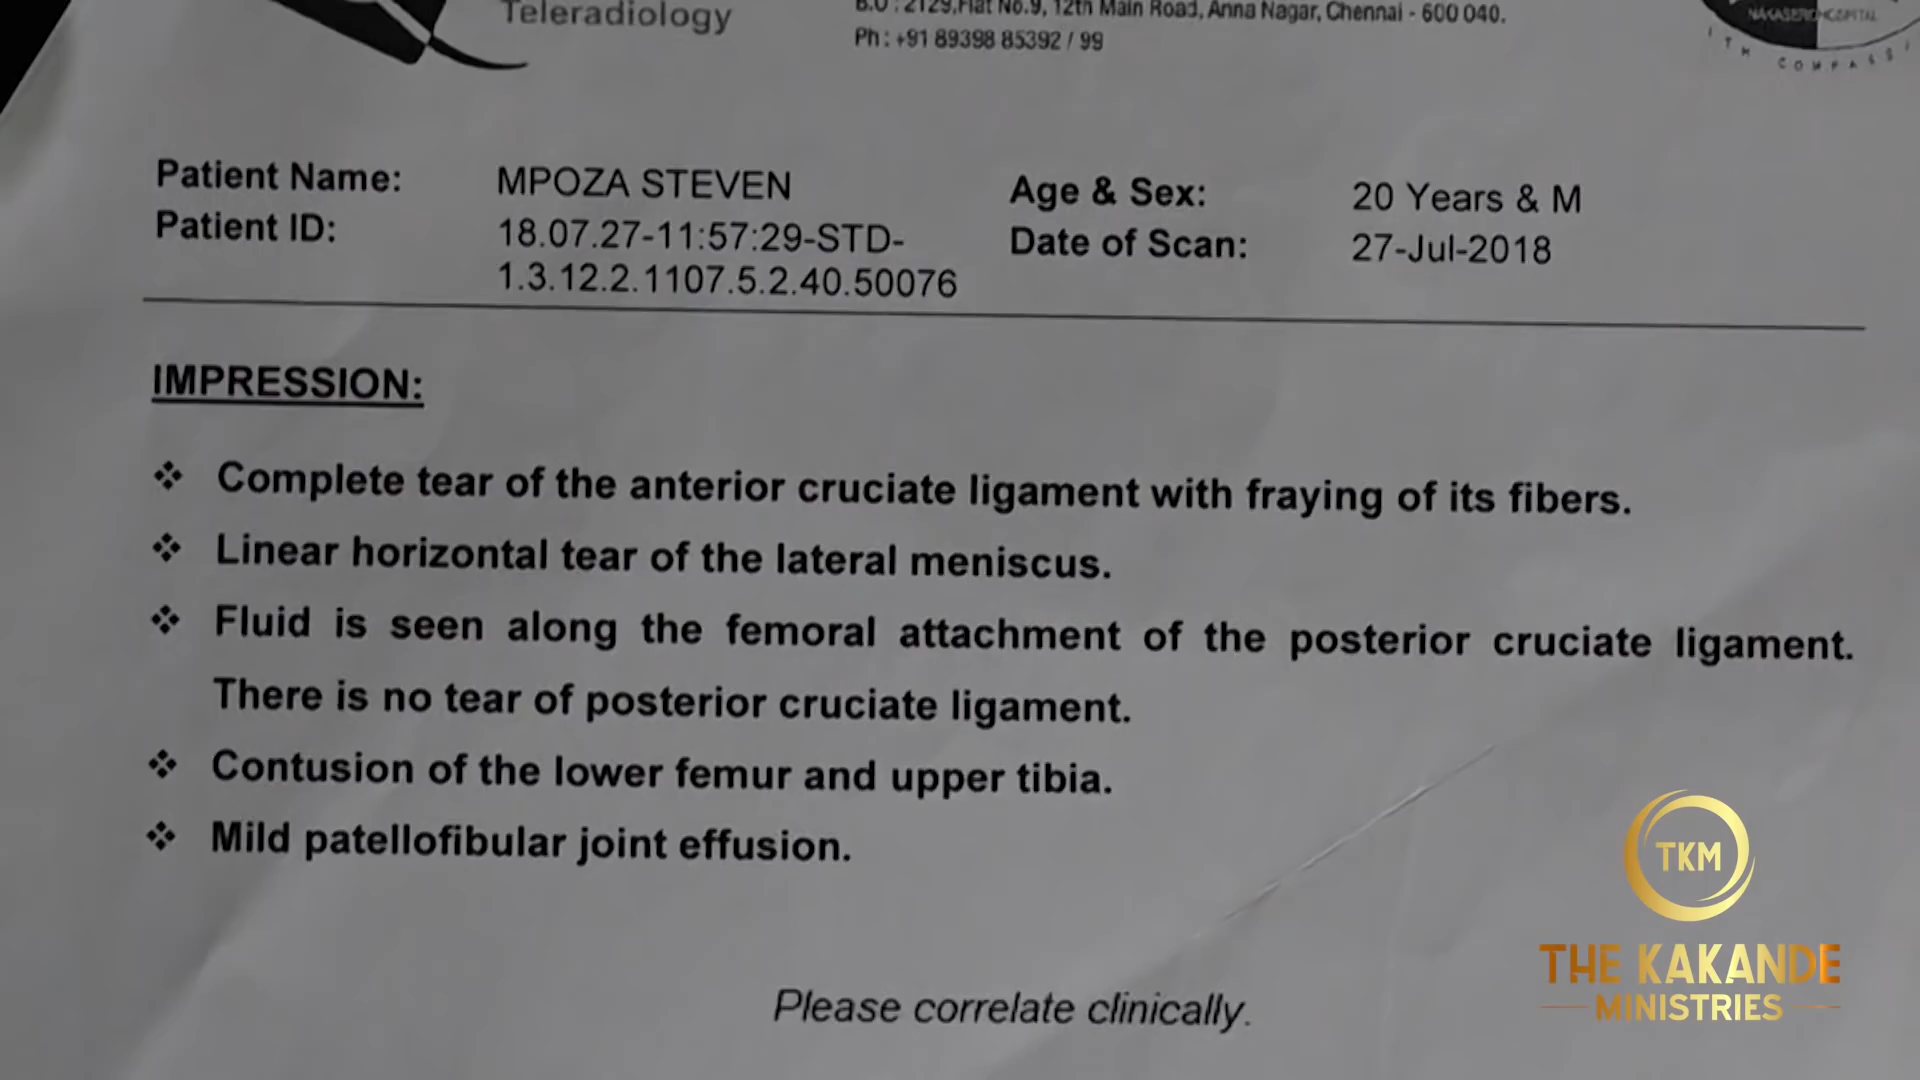 Teleradiology
B.O : 2129,Flat No.9, 12th Main Road, Anna Nagar, Chennai - 600 040.
Ph : +91 89398 85392 / 99
NAKASERO HOSPITAL
ITH COMPASSI
Patient Name: MPOZA STEVEN Age & Sex: 20 Years & M
Patient ID: 18.07.27-11:57:29-STD- Date of Scan: 27-Jul-2018
1.3.12.2.1107.5.2.40.50076
IMPRESSION:
❖ Complete tear of the anterior cruciate ligament with fraying of its fibers.
❖ Linear horizontal tear of the lateral meniscus.
❖ Fluid is seen along the femoral attachment of the posterior cruciate ligament.
There is no tear of posterior cruciate ligament.
❖ Contusion of the lower femur and upper tibia.
❖ Mild patellofibular joint effusion.
Please correlate clinically.
TKM
THE KAKANDE
MINISTRIES